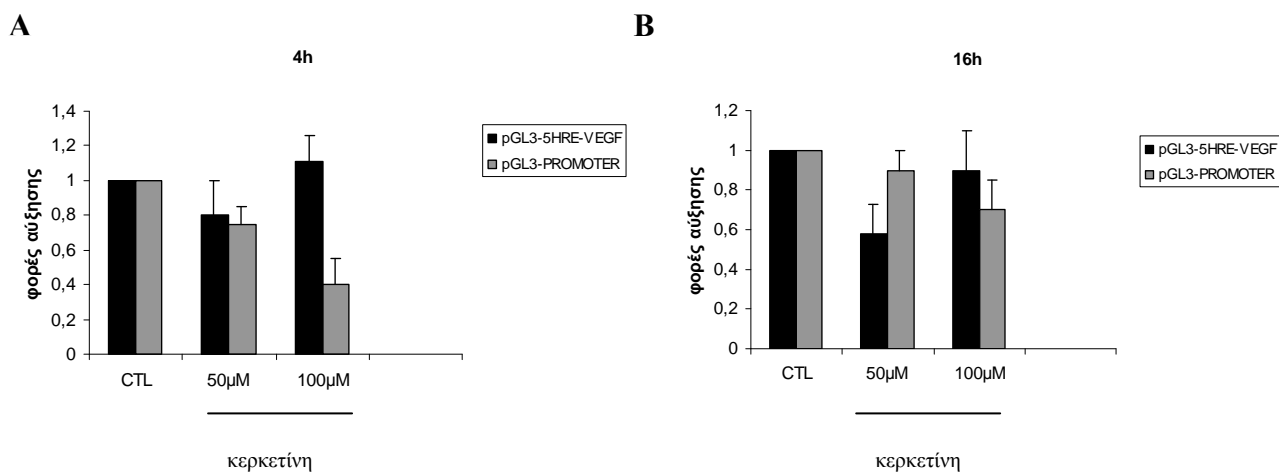 A
4h
φορές αύξησης
1,4
1,2
1
0,8
0,6
0,4
0,2
0
CTL
50μM
100μM
pGL3-5HRE-VEGF
pGL3-PROMOTER
κερκετίνη
B
16h
φορές αύξησης
1,2
1
0,8
0,6
0,4
0,2
0
CTL
50μM
100μM
pGL3-5HRE-VEGF
pGL3-PROMOTER
κερκετίνη